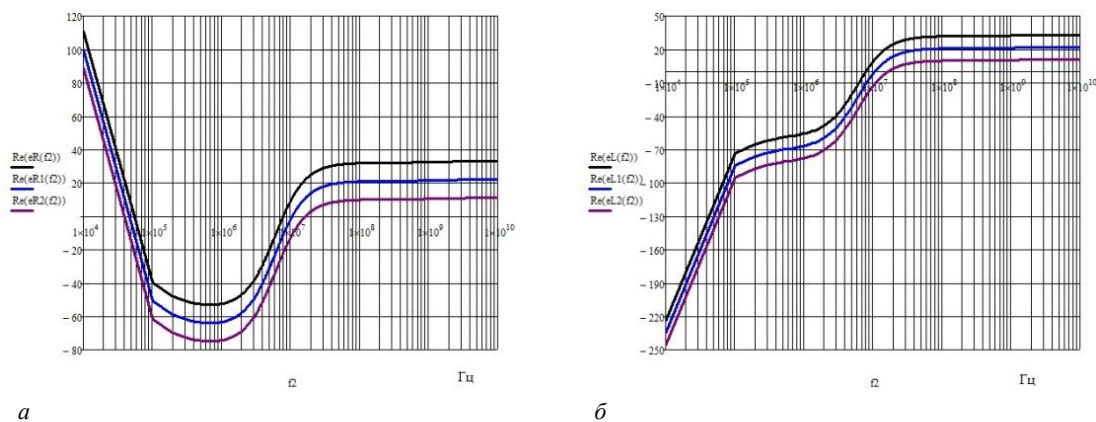 120
100
80
60
40
20
−20
−40
−60
−80
1×10⁴
1×10⁵
1×10⁶
1×10⁷
1×10⁸
1×10⁹
1×10¹⁰
Re(eR(f2))
Re(eR1(f2))
Re(eR2(f2))
f2
Гц
а
50
20
−10
−40
−70
−100
−130
−160
−190
−220
−250
1×10⁴
1×10⁵
1×10⁶
1×10⁷
1×10⁸
1×10⁹
1×10¹⁰
Re(eL(f2))
Re(eL1(f2))
Re(eL2(f2))
f2
Гц
б